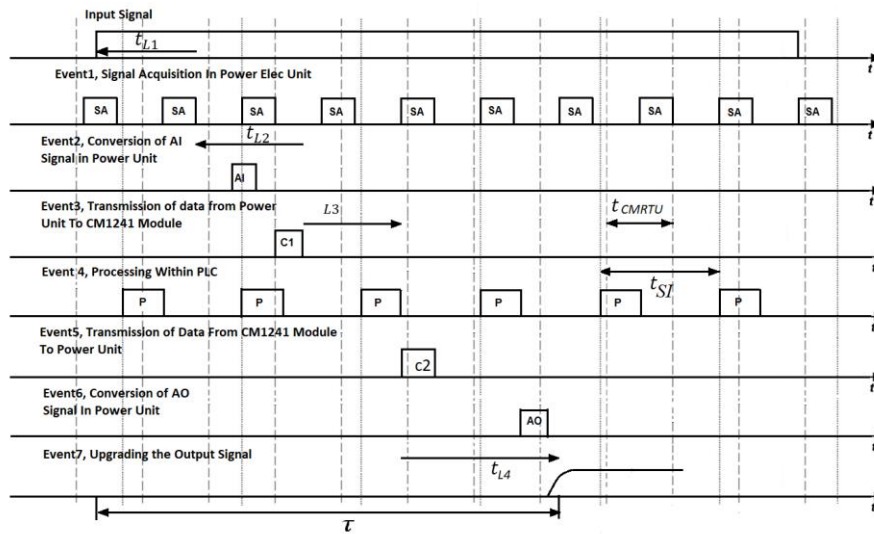 Input Signal
t_L1
t
Event1, Signal Acquisition In Power Elec Unit
SA SA SA SA SA SA SA SA SA SA
t
Event2, Conversion of AI
Signal in Power Unit
t_L2
AI
t
Event3, Transmission of data from Power
Unit To CM1241 Module
L3
t_CMRTU
C1
t
Event 4, Processing Within PLC
t_SI
P P P P P P
t
Event5, Transmission of Data From CM1241 Module
To Power Unit
c2
t
Event6, Conversion of AO
Signal In Power Unit
AO
t
Event7, Upgrading the Output Signal
t_L4
t
τ